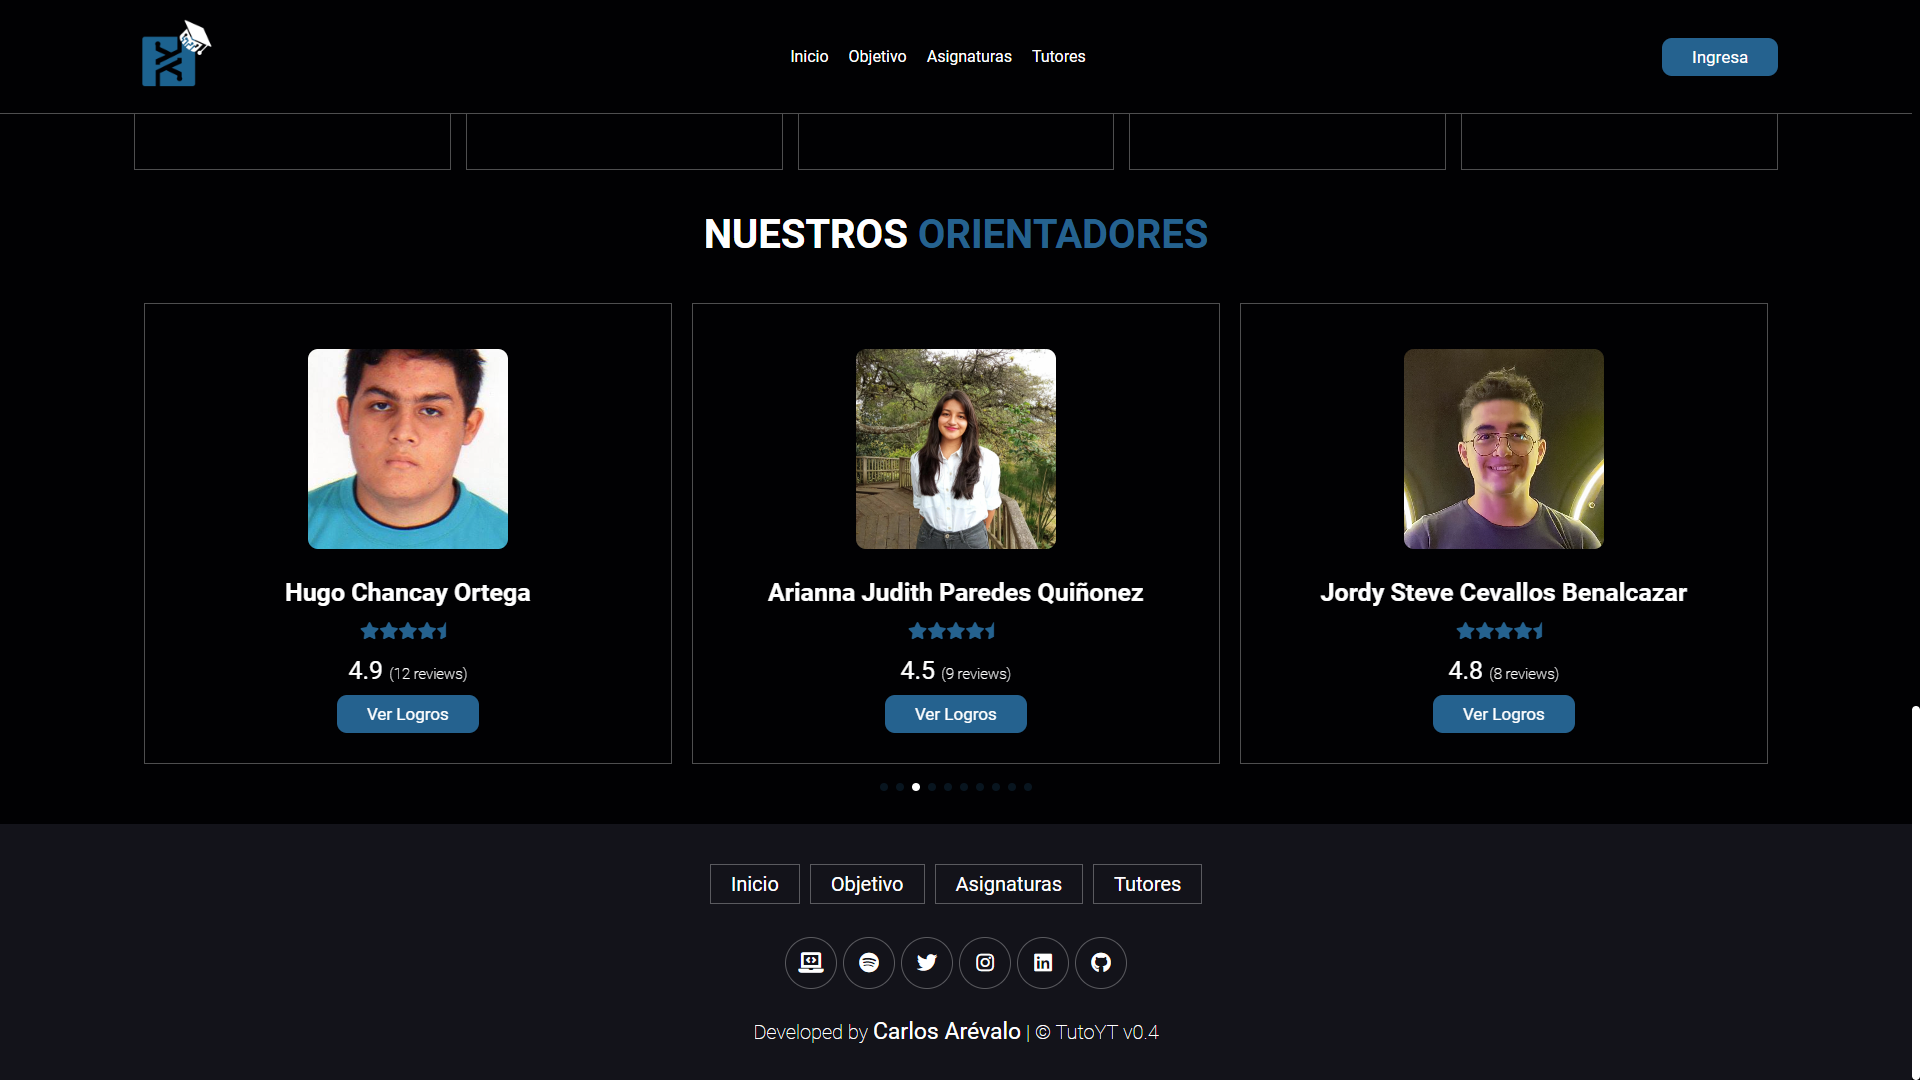 Inicio Objetivo Asignaturas Tutores
Ingresa
NUESTROS ORIENTADORES
Hugo Chancay Ortega
4.9 (12 reviews)
Ver Logros
Arianna Judith Paredes Quiñonez
4.5 (9 reviews)
Ver Logros
Jordy Steve Cevallos Benalcazar
4.8 (8 reviews)
Ver Logros
Inicio Objetivo Asignaturas Tutores
Developed by Carlos Arévalo | © TutoYT v0.4